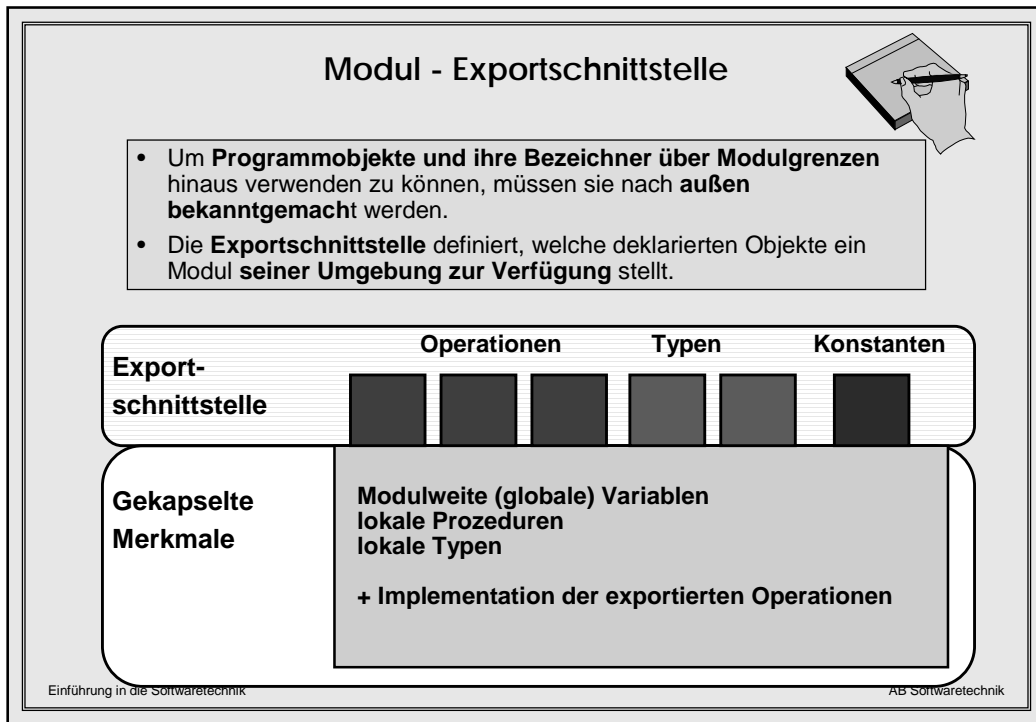 Modul - Exportschnittstelle
• Um Programmobjekte und ihre Bezeichner über Modulgrenzen
hinaus verwenden zu können, müssen sie nach außen
bekanntgemacht werden.
• Die Exportschnittstelle definiert, welche deklarierten Objekte ein
Modul seiner Umgebung zur Verfügung stellt.
Operationen Typen Konstanten
Export-
schnittstelle
Gekapselte
Merkmale
Modulweite (globale) Variablen
lokale Prozeduren
lokale Typen
+ Implementation der exportierten Operationen
Einführung in die Softwaretechnik
AB Softwaretechnik